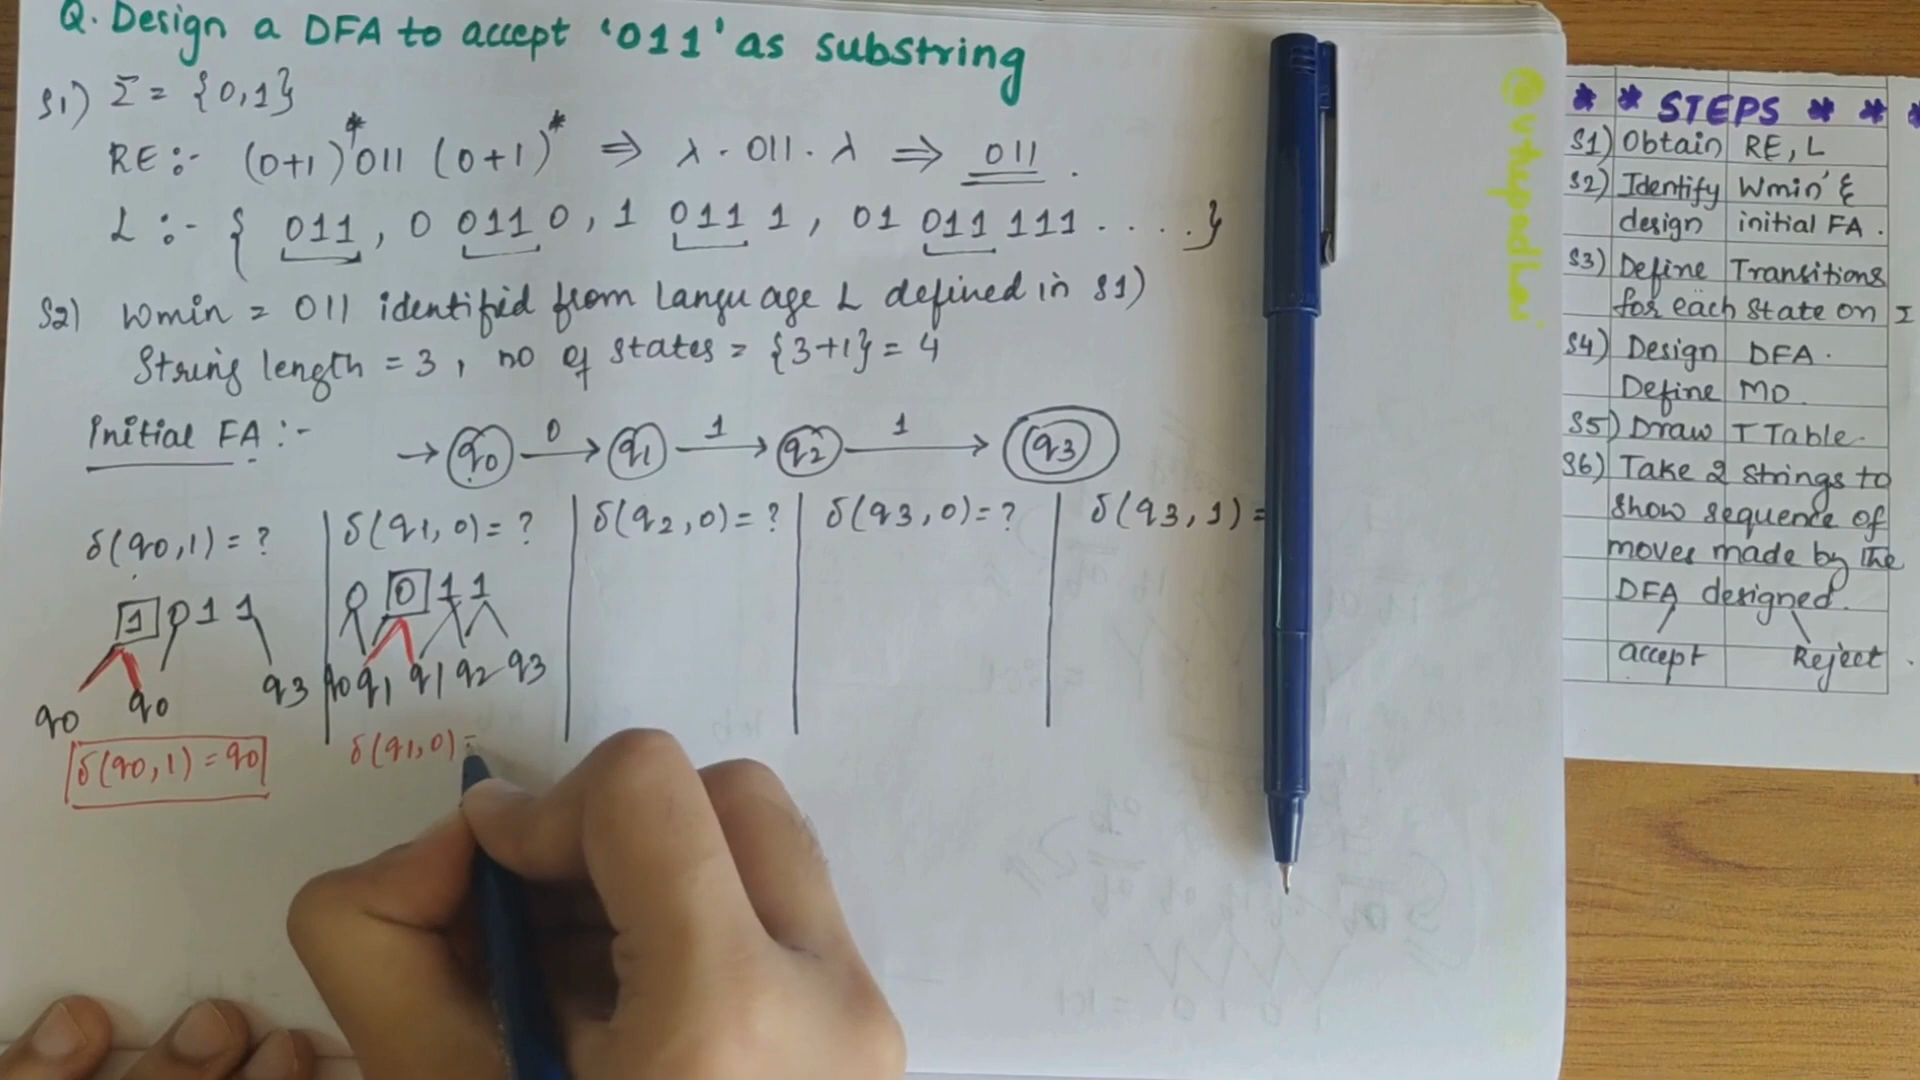 Q. Design a DFA to accept '011' as substring
S1) Σ = {0,1}
RE :- (0+1)* 011 (0+1)* ⇒ λ · 011 · λ ⇒ 011 .
L :- { 011 , 0 011 0 , 1 011 1 , 01 011 111 . . . . }
S2) wmin = 011 identified from Language L defined in S1)
String length = 3 , no of states = {3+1} = 4
Initial FA :-
→ q0 0 → q1 1 → q2 1 → q3
δ(q0,1) = ?
δ(q1,0) = ?
δ(q2,0) = ?
δ(q3,0) = ?
δ(q3,1) =
1 0 1 1
q0 q0 q3
δ(q0,1) = q0
0 0 1 1
q0 q1 q1 q2 q3
δ(q1,0) =
@vtupadhai
* * STEPS * * *
S1) Obtain RE, L
S2) Identify Wmin' &
design initial FA .
S3) Define Transitions
for each state on I
S4) Design DFA .
Define MD .
S5) Draw T Table .
S6) Take 2 strings to
show sequence of
moves made by the
DFA designed .
accept Reject .